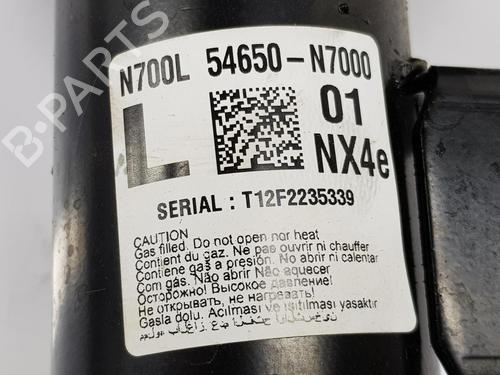 N700L 54650-N7000
L 01
NX4e
SERIAL : T12F2235339
CAUTION
Gas filled. Do not open nor heat
Contient du gaz. Ne pas ouvrir ni chauffer
Contiene gas a presión. No abrir ni calentar
Com gás. Não abrir Não aquecer
Осторожно! Высокое давление!
Не открывать, не нагревать!
Gasla dolu. Açılması ve ısıtılması yasaktır
B-PARTS